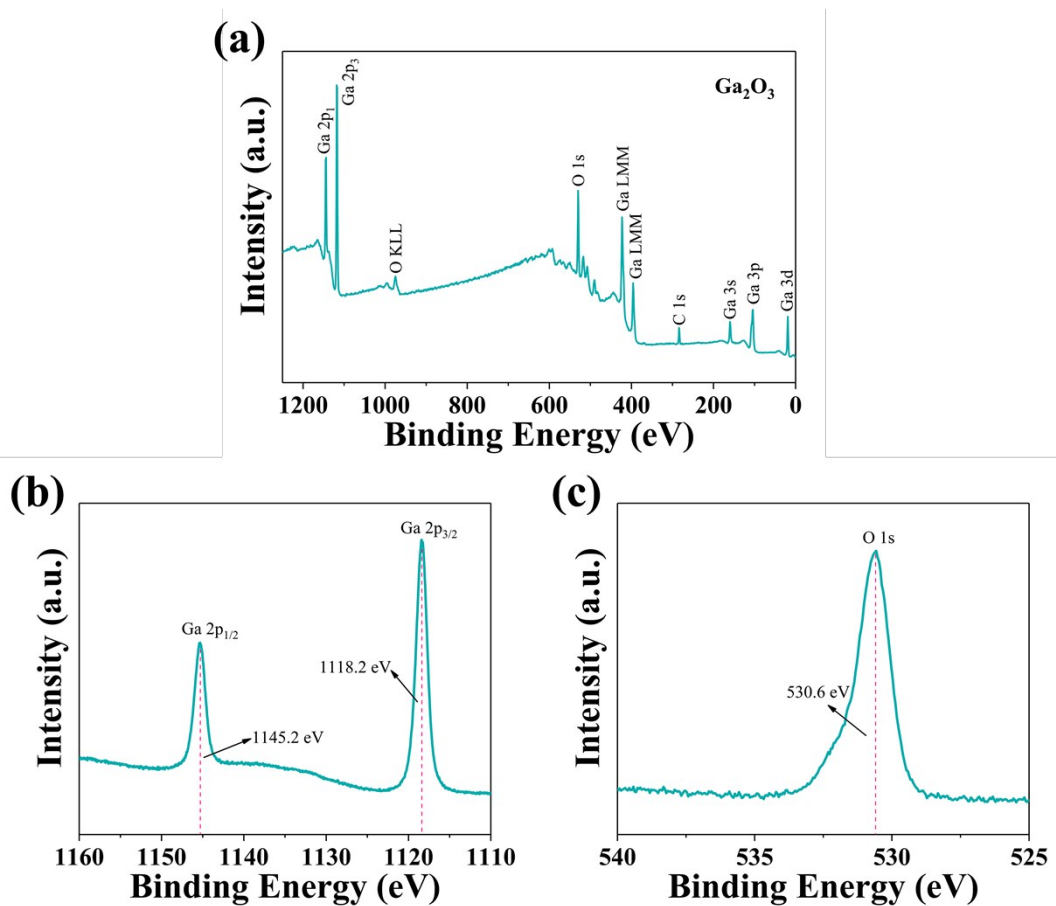 (a)
Ga₂O₃
Intensity (a.u.)
Ga 2p₁
Ga 2p₃
O KLL
O 1s
Ga LMM
Ga LMM
C 1s
Ga 3s
Ga 3p
Ga 3d
1200 1000 800 600 400 200 0
Binding Energy (eV)
(b)
Intensity (a.u.)
Ga 2p₁/₂
Ga 2p₃/₂
1118.2 eV
1145.2 eV
1160 1150 1140 1130 1120 1110
Binding Energy (eV)
(c)
Intensity (a.u.)
O 1s
530.6 eV
540 535 530 525
Binding Energy (eV)